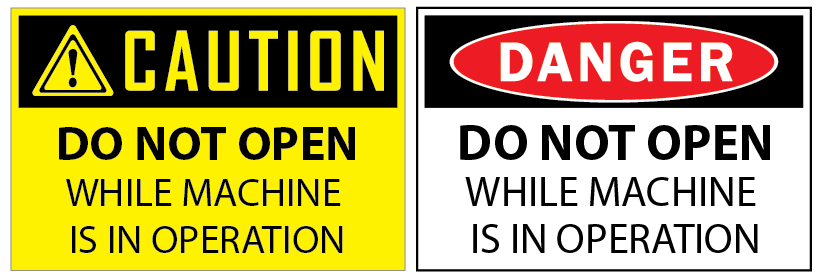 CAUTION
DO NOT OPEN
WHILE MACHINE
IS IN OPERATION
DANGER
DO NOT OPEN
WHILE MACHINE
IS IN OPERATION